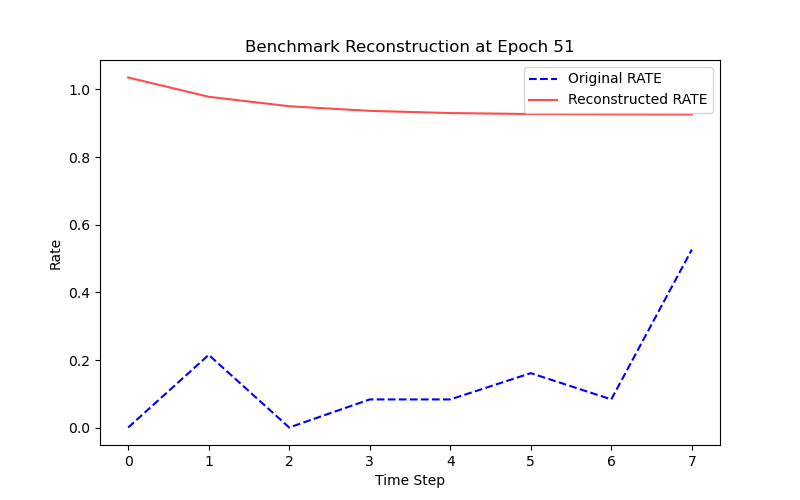 Benchmark Reconstruction at Epoch 51
Original RATE
Reconstructed RATE
1.0
0.8
0.6
0.4
0.2
0.0
Rate
0 1 2 3 4 5 6 7
Time Step